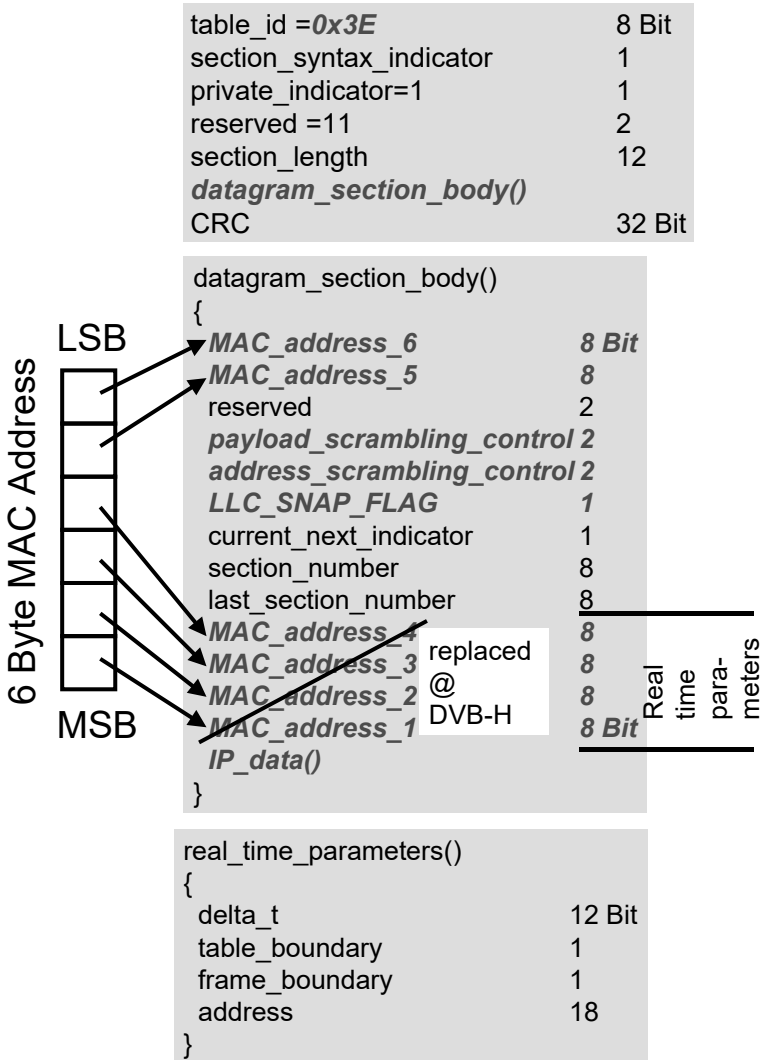 table_id =0x3E 8 Bit
section_syntax_indicator 1
private_indicator=1 1
reserved =11 2
section_length 12
datagram_section_body()
CRC 32 Bit
datagram_section_body()
{
LSB
MAC_address_6 8 Bit
MAC_address_5 8
reserved 2
payload_scrambling_control 2
address_scrambling_control 2
LLC_SNAP_FLAG 1
current_next_indicator 1
section_number 8
last_section_number 8
MAC_address_4 8
MAC_address_3 8
MAC_address_2 8
MAC_address_1 8 Bit
IP_data()
}
6 Byte MAC Address
MSB
replaced
@
DVB-H
Real
time
para-
meters
real_time_parameters()
{
delta_t 12 Bit
table_boundary 1
frame_boundary 1
address 18
}